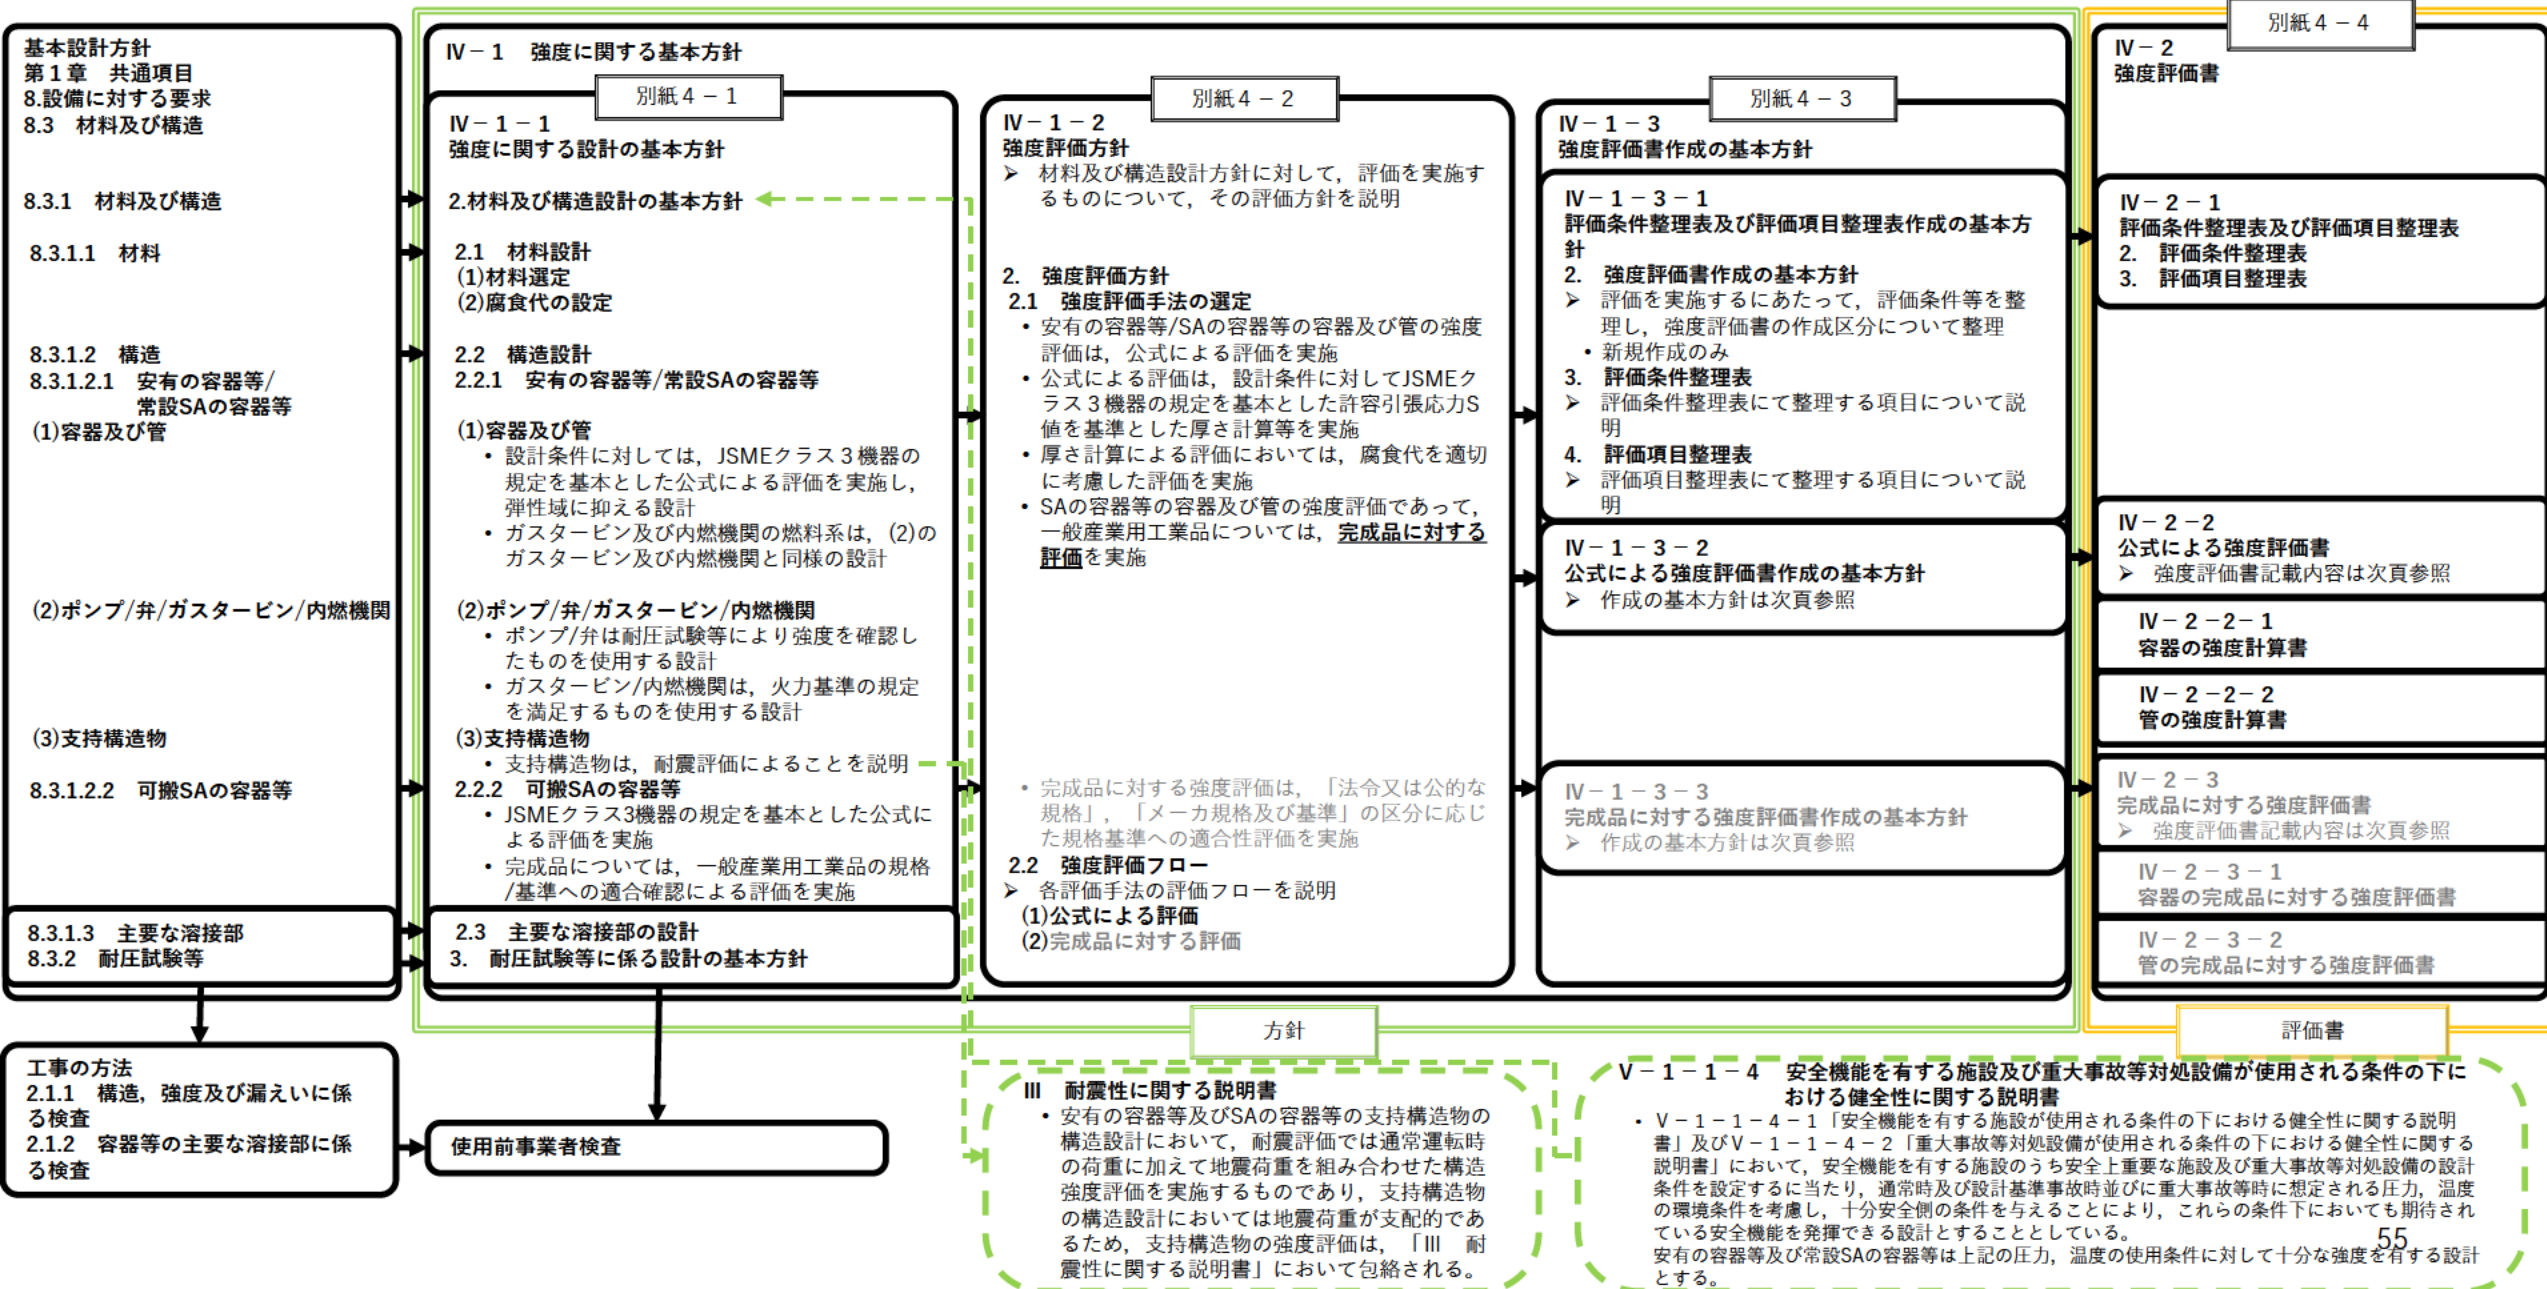 基本設計方針
第1章　共通項目
8.設備に対する要求
8.3　材料及び構造
8.3.1　材料及び構造
8.3.1.1　材料
8.3.1.2　構造
8.3.1.2.1　安有の容器等/
常設SAの容器等
(1)容器及び管
(2)ポンプ/弁/ガスタービン/内燃機関
(3)支持構造物
8.3.1.2.2　可搬SAの容器等
8.3.1.3　主要な溶接部
8.3.2　耐圧試験等
工事の方法
2.1.1　構造，強度及び漏えいに係
る検査
2.1.2　容器等の主要な溶接部に係
る検査
Ⅳ－1　強度に関する基本方針
別紙4－1
Ⅳ－1－1
強度に関する設計の基本方針
2.材料及び構造設計の基本方針
2.1　材料設計
(1)材料選定
(2)腐食代の設定
2.2　構造設計
2.2.1　安有の容器等/常設SAの容器等
(1)容器及び管
• 設計条件に対しては，JSMEクラス3機器の
規定を基本とした公式による評価を実施し，
弾性域に抑える設計
• ガスタービン及び内燃機関の燃料系は，(2)の
ガスタービン及び内燃機関と同様の設計
(2)ポンプ/弁/ガスタービン/内燃機関
• ポンプ/弁は耐圧試験等により強度を確認し
たものを使用する設計
• ガスタービン/内燃機関は，火力基準の規定
を満足するものを使用する設計
(3)支持構造物
• 支持構造物は，耐震評価によることを説明
2.2.2　可搬SAの容器等
• JSMEクラス3機器の規定を基本とした公式に
よる評価を実施
• 完成品については，一般産業用工業品の規格
/基準への適合確認による評価を実施
2.3　主要な溶接部の設計
3.　耐圧試験等に係る設計の基本方針
使用前事業者検査
別紙4－2
Ⅳ－1－2
強度評価方針
➢ 材料及び構造設計方針に対して，評価を実施す
るものについて，その評価方針を説明
2.　強度評価方針
2.1　強度評価手法の選定
• 安有の容器等/SAの容器等の容器及び管の強度
評価は，公式による評価を実施
• 公式による評価は，設計条件に対してJSMEク
ラス3機器の規定を基本とした許容引張応力S
値を基準とした厚さ計算等を実施
• 厚さ計算による評価においては，腐食代を適切
に考慮した評価を実施
• SAの容器等の容器及び管の強度評価であって，
一般産業用工業品については，完成品に対する
評価を実施
• 完成品に対する強度評価は，「法令又は公的な
規格」，「メーカ規格及び基準」の区分に応じ
た規格基準への適合性評価を実施
2.2　強度評価フロー
➢ 各評価手法の評価フローを説明
(1)公式による評価
(2)完成品に対する評価
別紙4－3
Ⅳ－1－3
強度評価書作成の基本方針
Ⅳ－1－3－1
評価条件整理表及び評価項目整理表作成の基本方
針
2.　強度評価書作成の基本方針
➢ 評価を実施するにあたって，評価条件等を整
理し，強度評価書の作成区分について整理
• 新規作成のみ
3.　評価条件整理表
➢ 評価条件整理表にて整理する項目について説
明
4.　評価項目整理表
➢ 評価項目整理表にて整理する項目について説
明
Ⅳ－1－3－2
公式による強度評価書作成の基本方針
➢ 作成の基本方針は次頁参照
Ⅳ－1－3－3
完成品に対する強度評価書作成の基本方針
➢ 作成の基本方針は次頁参照
方針
別紙4－4
Ⅳ－2
強度評価書
Ⅳ－2－1
評価条件整理表及び評価項目整理表
2.　評価条件整理表
3.　評価項目整理表
Ⅳ－2－2
公式による強度評価書
➢ 強度評価書記載内容は次頁参照
Ⅳ－2－2－1
容器の強度計算書
Ⅳ－2－2－2
管の強度計算書
Ⅳ－2－3
完成品に対する強度評価書
➢ 強度評価書記載内容は次頁参照
Ⅳ－2－3－1
容器の完成品に対する強度評価書
Ⅳ－2－3－2
管の完成品に対する強度評価書
評価書
Ⅲ　耐震性に関する説明書
• 安有の容器等及びSAの容器等の支持構造物の
構造設計において，耐震評価では通常運転時
の荷重に加えて地震荷重を組み合わせた構造
強度評価を実施するものであり，支持構造物
の構造設計においては地震荷重が支配的であ
るため，支持構造物の強度評価は，「Ⅲ　耐
震性に関する説明書」において包絡される。
Ⅴ－1－1－4　安全機能を有する施設及び重大事故等対処設備が使用される条件の下に
おける健全性に関する説明書
• Ⅴ－1－1－4－1「安全機能を有する施設が使用される条件の下における健全性に関する説明
書」及びⅤ－1－1－4－2「重大事故等対処設備が使用される条件の下における健全性に関する
説明書」において，安全機能を有する施設のうち安全上重要な施設及び重大事故等対処設備の設計
条件を設定するに当たり，通常時及び設計基準事故時並びに重大事故等時に想定される圧力，温度
の環境条件を考慮し，十分安全側の条件を与えることにより，これらの条件下においても期待され
ている安全機能を発揮できる設計とすることとしている。
安有の容器等及び常設SAの容器等は上記の圧力，温度の使用条件に対して十分な強度を有する設計
とする。
55